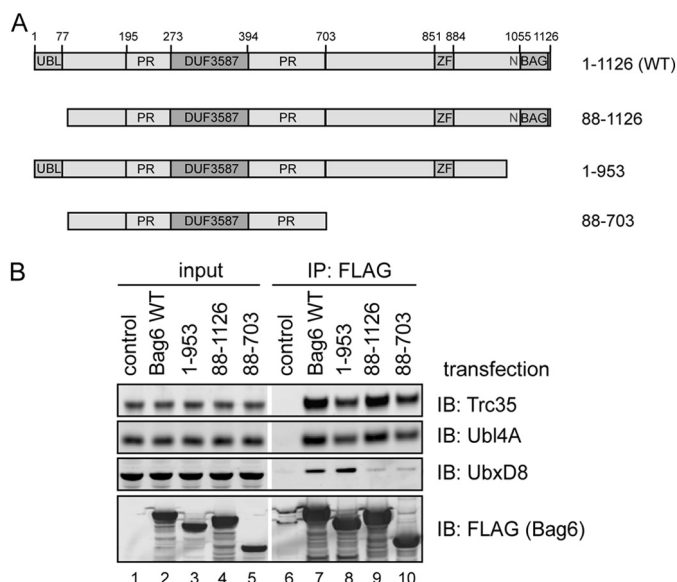 A
1 77 195 273 394 703 851 884 1055 1126
UBL PR DUF3587 PR ZF N BAG 1-1126 (WT)
PR DUF3587 PR ZF N BAG 88-1126
UBL PR DUF3587 PR ZF 1-953
PR DUF3587 PR 88-703
B
input IP: FLAG
control Bag6 WT 1-953 88-1126 88-703 control Bag6 WT 1-953 88-1126 88-703 transfection
IB: Trc35
IB: Ubl4A
IB: UbxD8
IB: FLAG (Bag6)
1 2 3 4 5 6 7 8 9 10